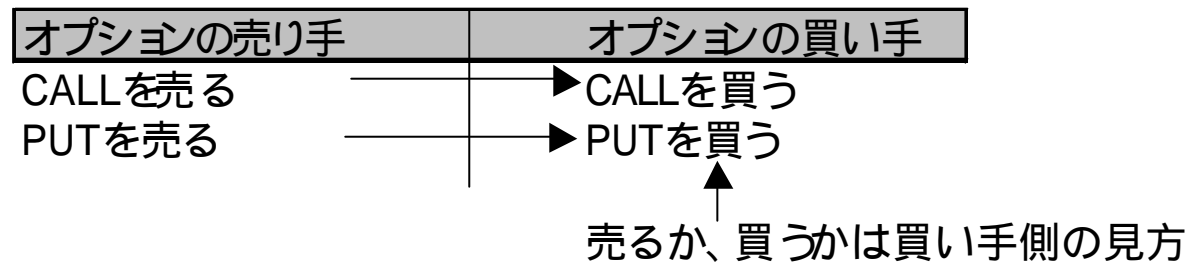 オプションの売り手 オプションの買い手
CALLを売る CALLを買う
PUTを売る PUTを買う
売るか、買うかは買い手側の見方